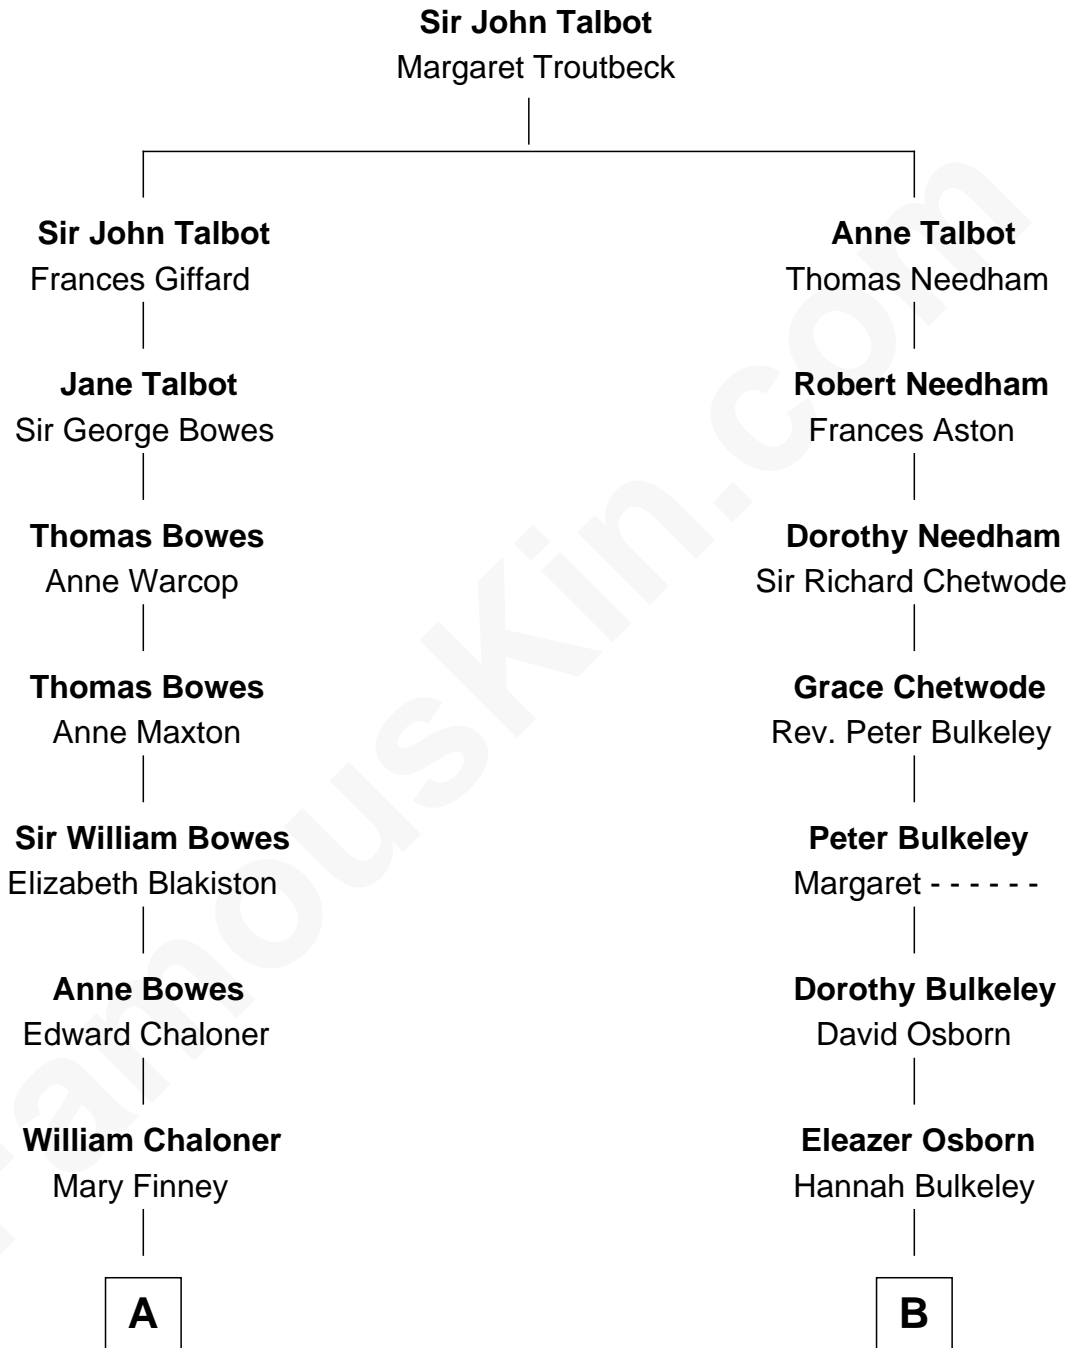 Sir John Talbot
Margaret Troutbeck
Sir John Talbot
Frances Giffard
Anne Talbot
Thomas Needham
Jane Talbot
Sir George Bowes
Robert Needham
Frances Aston
Thomas Bowes
Anne Warcop
Dorothy Needham
Sir Richard Chetwode
Thomas Bowes
Anne Maxton
Grace Chetwode
Rev. Peter Bulkeley
Sir William Bowes
Elizabeth Blakiston
Peter Bulkeley
Margaret - - - - - -
Anne Bowes
Edward Chaloner
Dorothy Bulkeley
David Osborn
William Chaloner
Mary Finney
Eleazer Osborn
Hannah Bulkeley
A
B
FamousKin.com